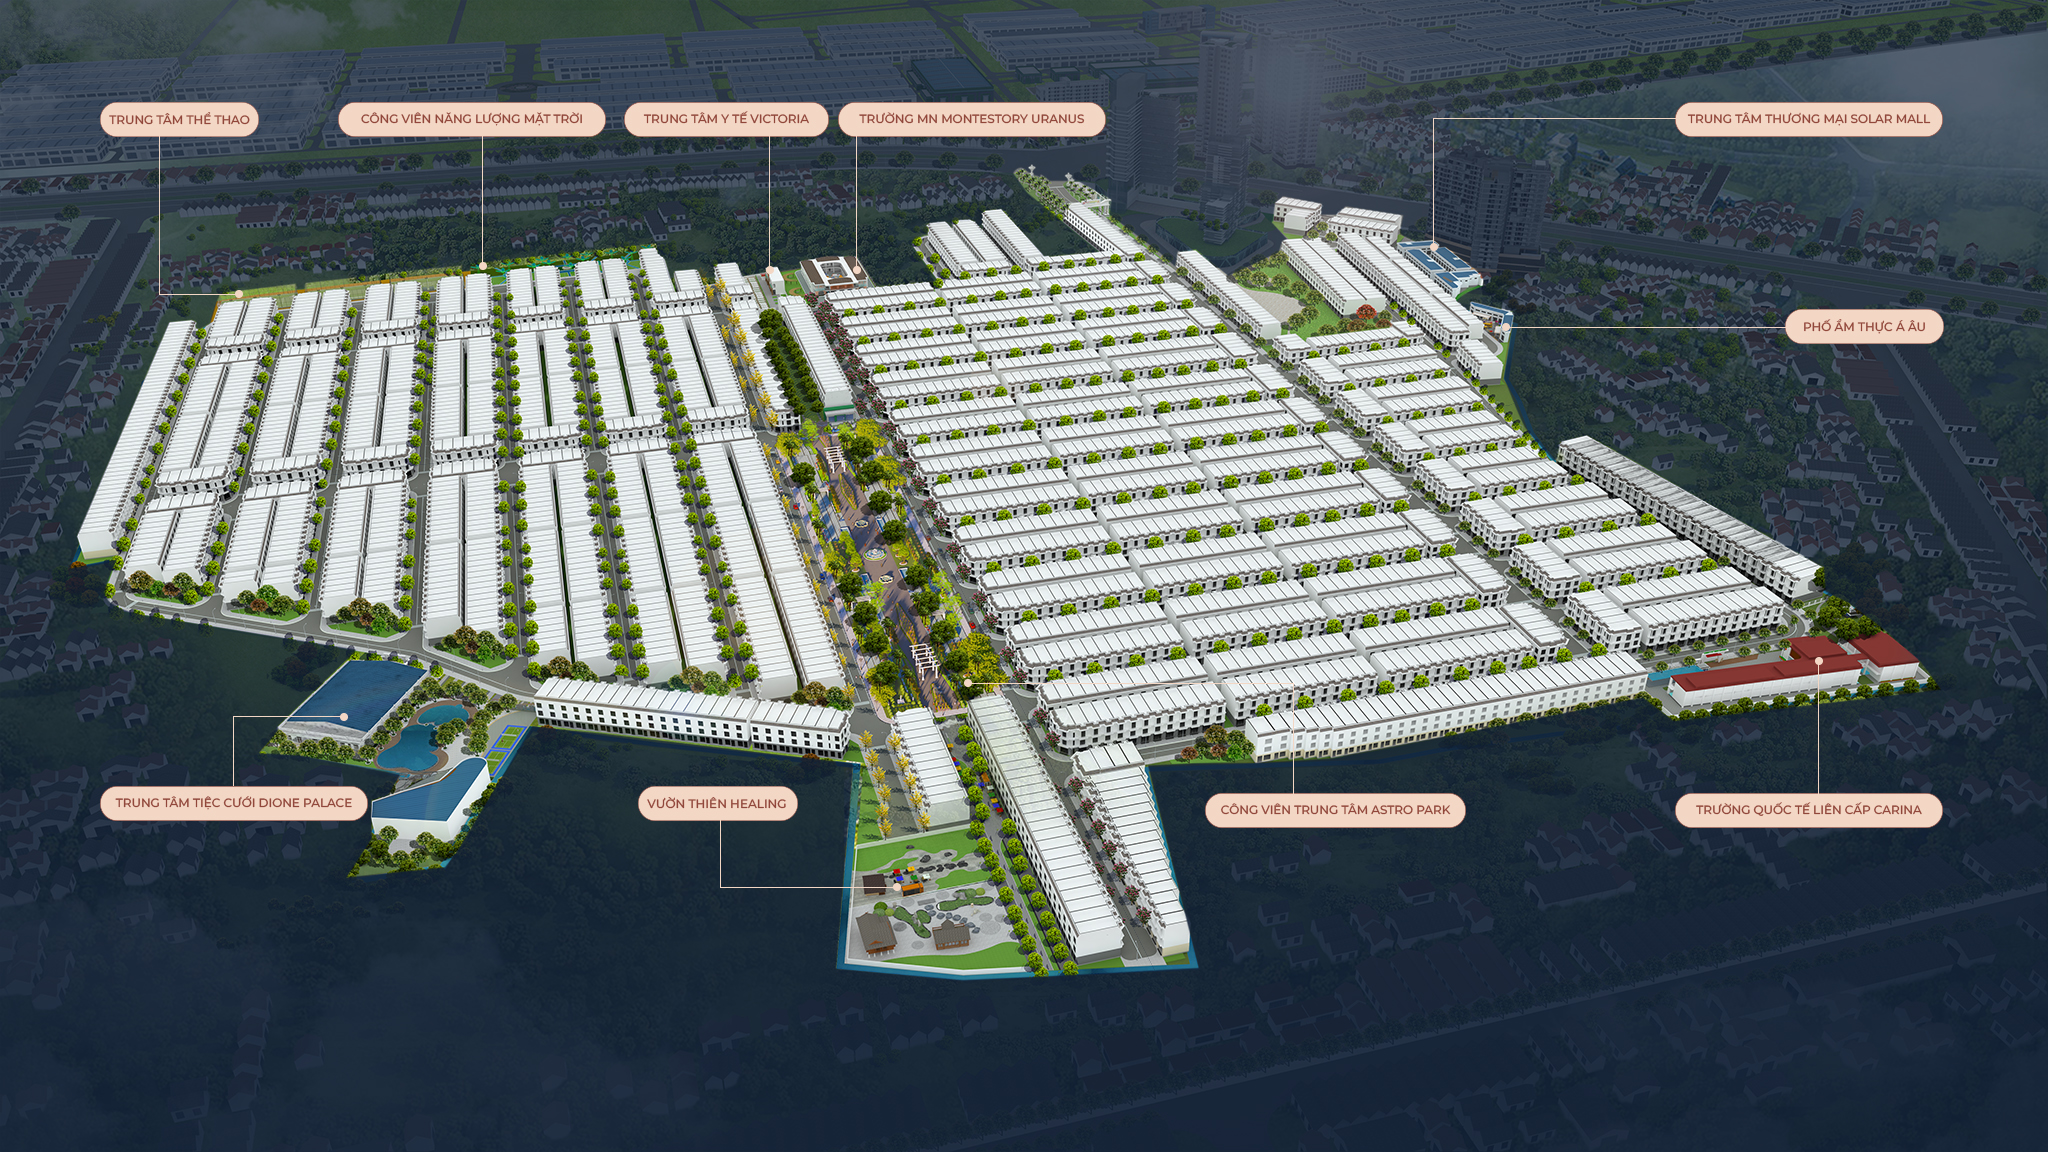 TRUNG TÂM THỂ THAO
CÔNG VIÊN NĂNG LƯỢNG MẶT TRỜI
TRUNG TÂM Y TẾ VICTORIA
TRƯỜNG MN MONTESTORY URANUS
TRUNG TÂM THƯƠNG MẠI SOLAR MALL
PHỐ ẨM THỰC Á ÂU
TRUNG TÂM TIỆC CƯỚI DIONE PALACE
VƯỜN THIÊN HEALING
CÔNG VIÊN TRUNG TÂM ASTRO PARK
TRƯỜNG QUỐC TẾ LIÊN CẤP CARINA